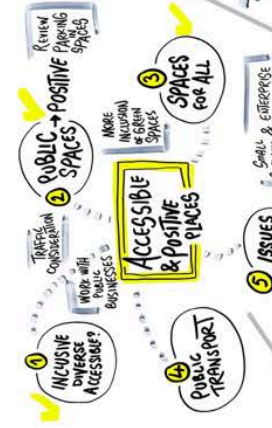 ACCESSIBLE
& POSITIVE
PLACES
1
INCLUSIVE
DIVERSE
ACCESSIBLE?
TRAFFIC
CONSIDERATION
WORK WITH
PUBLIC
BUSINESSES
2
PUBLIC → POSITIVE
SPACES
REVIEW
PARKING
IN
SPACES
MORE
INCLUSION
OF GREEN
SPACES
3
SPACES
FOR ALL
4
PUBLIC
TRANSPORT
5
ISSUES
SMALL
& ENTERPRISE